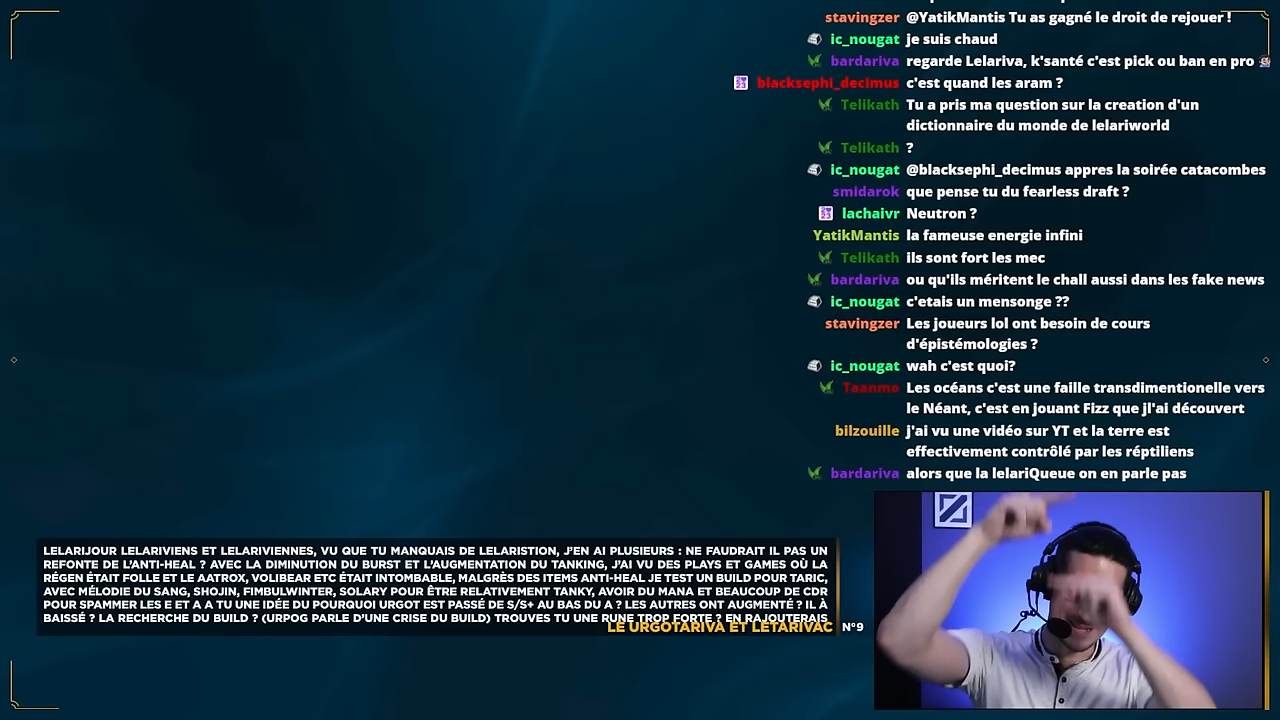 stavingzer @YatikMantis Tu as gagné le droit de rejouer !
ic_nougat je suis chaud
bardariva regarde Lelariva, k'santé c'est pick ou ban en pro
blacksephi_decimus c'est quand les aram ?
Telikath Tu a pris ma question sur la creation d'un
dictionnaire du monde de lelariworld
Telikath ?
ic_nougat @blacksephi_decimus appres la soirée catacombes
smidarok que pense tu du fearless draft ?
lachaivr Neutron ?
YatikMantis la fameuse energie infini
Telikath ils sont fort les mec
bardariva ou qu'ils méritent le chall aussi dans les fake news
ic_nougat c'etais un mensonge ??
stavingzer Les joueurs lol ont besoin de cours
d'épistémologies ?
ic_nougat wah c'est quoi?
Taanmo Les océans c'est une faille transdimentionelle vers
le Néant, c'est en jouant Fizz que jl'ai découvert
bilzouille j'ai vu une vidéo sur YT et la terre est
effectivement contrôlé par les réptiliens
bardariva alors que la lelariQueue on en parle pas
LELARIJOUR LELARIVIENS ET LELARIVIENNES, VU QUE TU MANQUAIS DE LELARISTION, J'EN AI PLUSIEURS : NE FAUDRAIT IL PAS UN
REFONTE DE L'ANTI-HEAL ? AVEC LA DIMINUTION DU BURST ET L'AUGMENTATION DU TANKING, J'AI VU DES PLAYS ET GAMES OÙ LA
RÉGEN ÉTAIT FOLLE ET LE AATROX, VOLIBEAR ETC ÉTAIT INTOMBABLE, MALGRÈS DES ITEMS ANTI-HEAL JE TEST UN BUILD POUR TARIC,
AVEC MÉLODIE DU SANG, SHOJIN, FIMBULWINTER, SOLARY POUR ÊTRE RELATIVEMENT TANKY, AVOIR DU MANA ET BEAUCOUP DE CDR
POUR SPAMMER LES E ET A A TU UNE IDÉE DU POURQUOI URGOT EST PASSÉ DE S/S+ AU BAS DU A ? LES AUTRES ONT AUGMENTÉ ? IL À
BAISSÉ ? LA RECHERCHE DU BUILD ? (URPOG PARLE D'UNE CRISE DU BUILD) TROUVES TU UNE RUNE TROP FORTE ? EN RAJOUTERAIS
LE URGOTARIVA ET LETARIVAC N°9